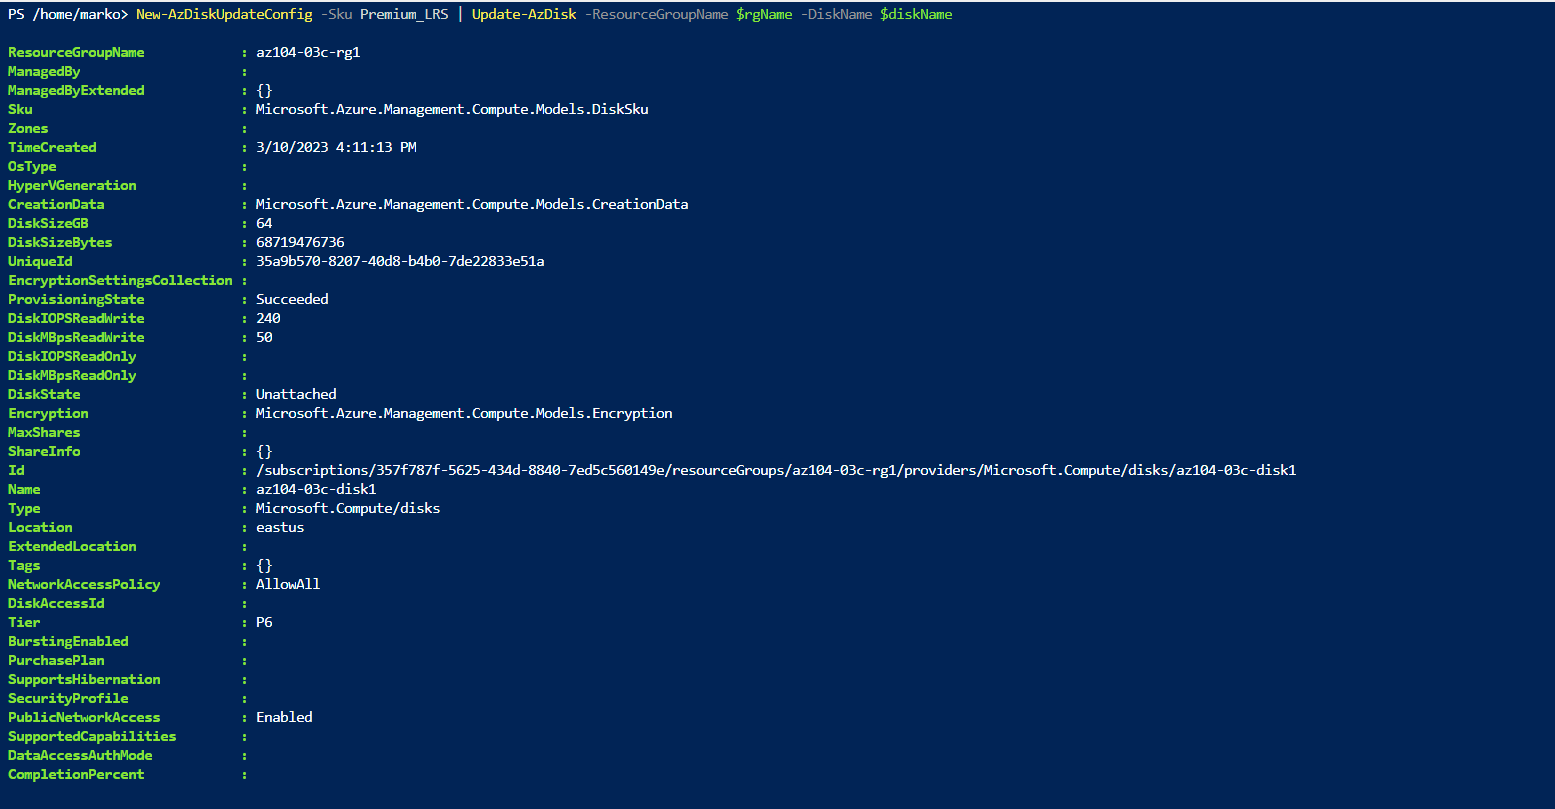 PS /home/marko> New-AzDiskUpdateConfig -Sku Premium_LRS | Update-AzDisk -ResourceGroupName $rgName -DiskName $diskName
ResourceGroupName : az104-03c-rg1
ManagedBy :
ManagedByExtended : {}
Sku : Microsoft.Azure.Management.Compute.Models.DiskSku
Zones :
TimeCreated : 3/10/2023 4:11:13 PM
OsType :
HyperVGeneration :
CreationData : Microsoft.Azure.Management.Compute.Models.CreationData
DiskSizeGB : 64
DiskSizeBytes : 68719476736
UniqueId : 35a9b570-8207-40d8-b4b0-7de22833e51a
EncryptionSettingsCollection :
ProvisioningState : Succeeded
DiskIOPSReadWrite : 240
DiskMBpsReadWrite : 50
DiskIOPSReadOnly :
DiskMBpsReadOnly :
DiskState : Unattached
Encryption : Microsoft.Azure.Management.Compute.Models.Encryption
MaxShares :
ShareInfo : {}
Id : /subscriptions/357f787f-5625-434d-8840-7ed5c560149e/resourceGroups/az104-03c-rg1/providers/Microsoft.Compute/disks/az104-03c-disk1
Name : az104-03c-disk1
Type : Microsoft.Compute/disks
Location : eastus
ExtendedLocation :
Tags : {}
NetworkAccessPolicy : AllowAll
DiskAccessId :
Tier : P6
BurstingEnabled :
PurchasePlan :
SupportsHibernation :
SecurityProfile :
PublicNetworkAccess : Enabled
SupportedCapabilities :
DataAccessAuthMode :
CompletionPercent :